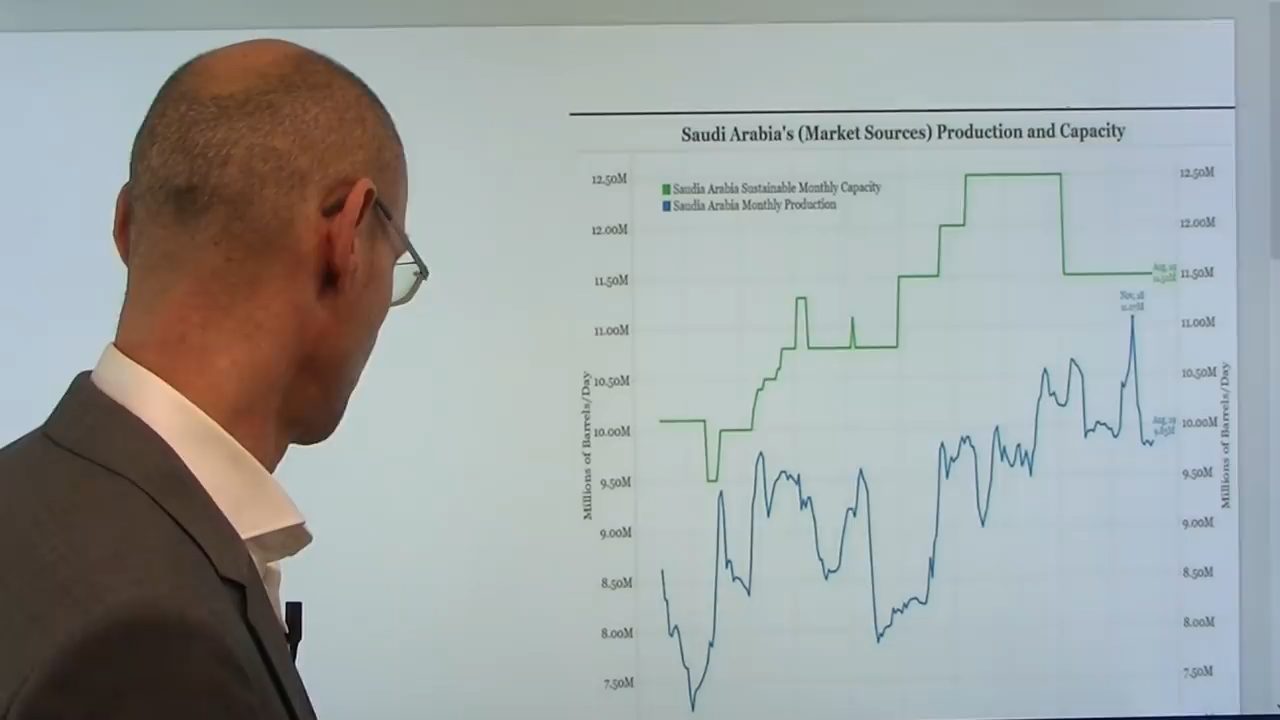 Saudi Arabia's (Market Sources) Production and Capacity
Saudia Arabia Sustainable Monthly Capacity
Saudia Arabia Monthly Production
12.50M
12.00M
11.50M
11.00M
10.50M
10.00M
9.50M
9.00M
8.50M
8.00M
7.50M
Millions of Barrels/Day
12.50M
12.00M
11.50M
11.00M
10.50M
10.00M
9.50M
9.00M
8.50M
8.00M
7.50M
Millions of Barrels/Day